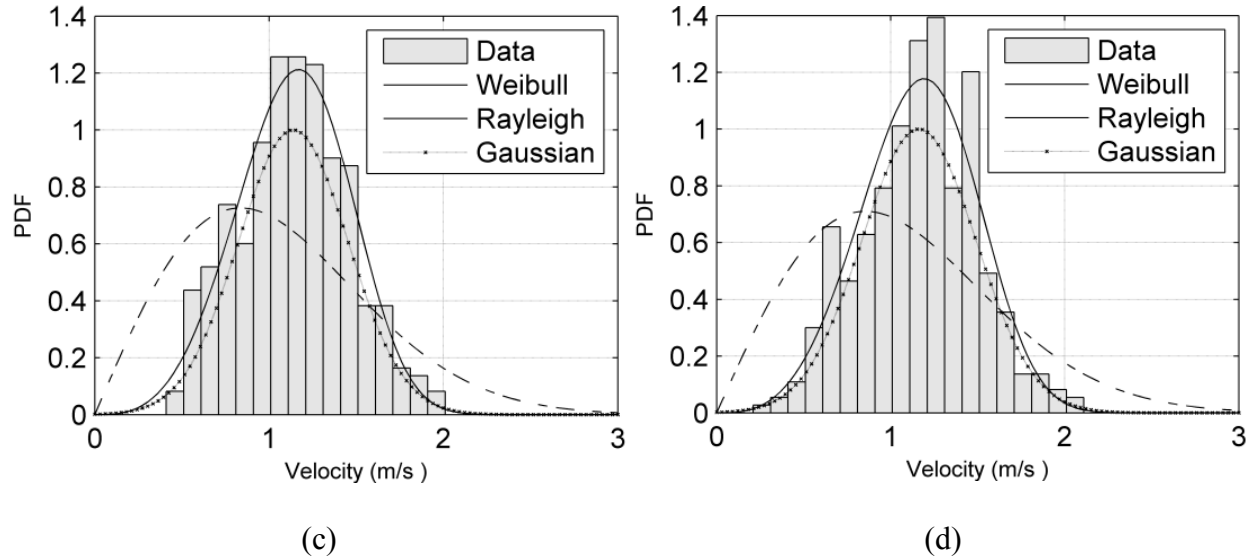 1.4
1.2
1
0.8
0.6
0.4
0.2
0
PDF
Data
Weibull
Rayleigh
Gaussian
0 1 2 3
Velocity (m/s )
(c)
1.4
1.2
1
0.8
0.6
0.4
0.2
0
PDF
Data
Weibull
Rayleigh
Gaussian
0 1 2 3
Velocity (m/s )
(d)